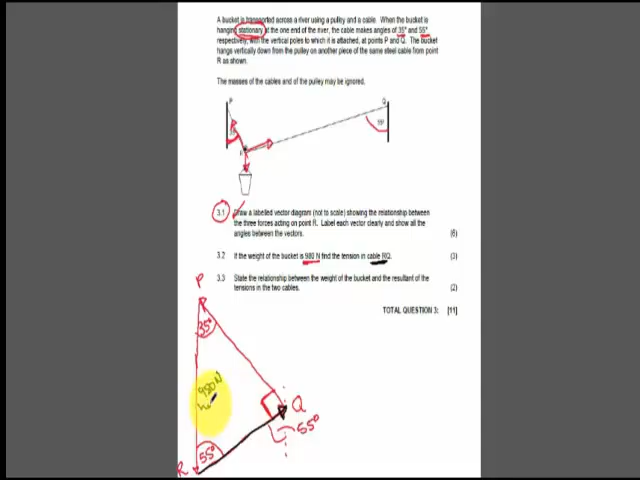 A bucket is transported across a river using a pulley and a cable. When the bucket is
hanging stationary at the one end of the river, the cable makes angles of 35° and 55°
respectively, with the vertical poles to which it is attached, at points P and Q. The bucket
hangs vertically down from the pulley on another piece of the same steel cable from point
R as shown.
The masses of the cables and of the pulley may be ignored.
P
Q
55°
3.1 Draw a labelled vector diagram (not to scale) showing the relationship between
the three forces acting on point R. Label each vector clearly and show all
the angles between the vectors. (6)
3.2 If the weight of the bucket is 980 N find the tension in cable RQ. (3)
3.3 State the relationship between the weight of the bucket and the resultant of the
tensions in the two cables. (2)
TOTAL QUESTION 3: [11]
P
35°
980N
Q
55°
55°
R